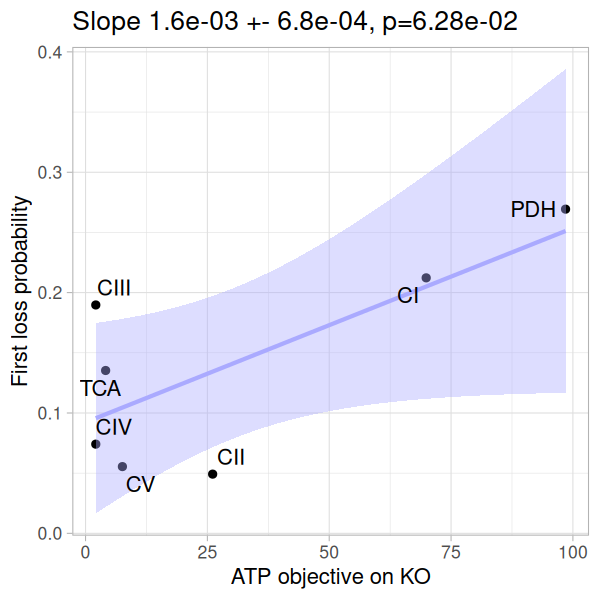 Slope 1.6e-03 +- 6.8e-04, p=6.28e-02
First loss probability
0.4
0.3
0.2
0.1
0.0
PDH
CI
CIII
TCA
CIV
CII
CV
0
25
50
75
100
ATP objective on KO